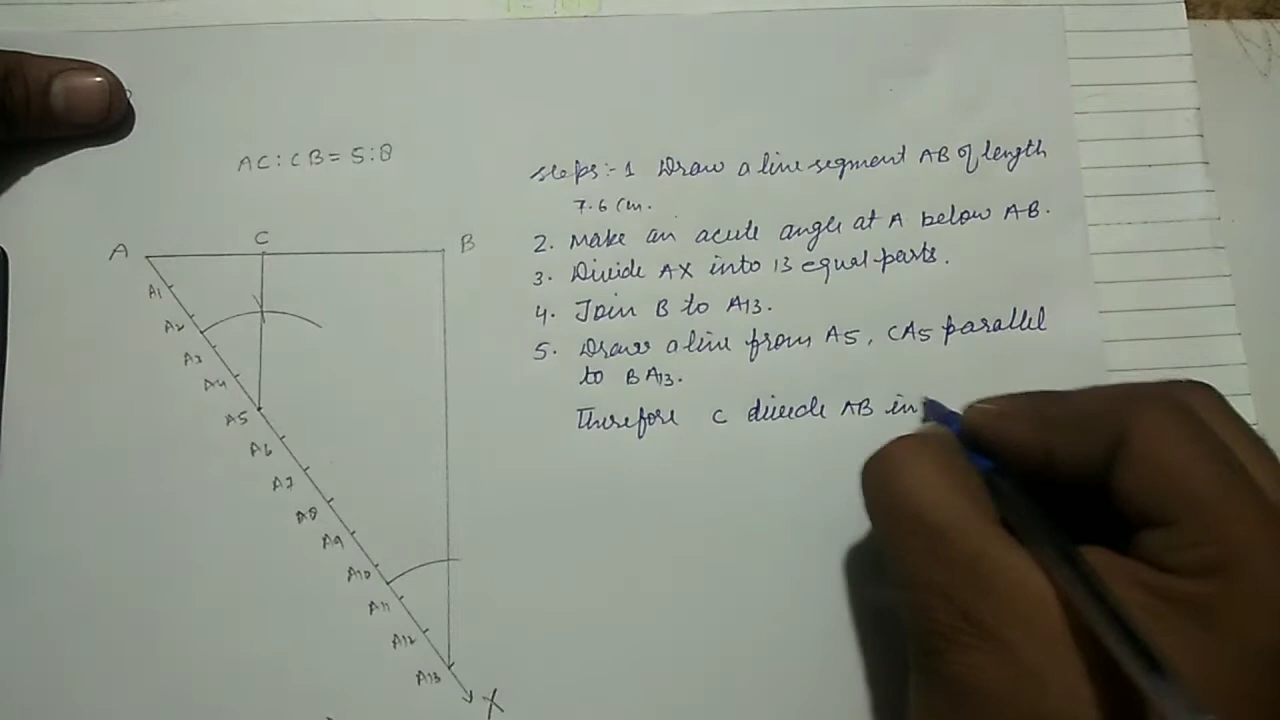 AC:CB = 5:8
steps:- 1 Draw a line segment AB of length
7.6 cm.
2. Make an acute angle at A below AB.
3. Divide AX into 13 equal parts.
4. Join B to A13.
5. Draw a line from A5, CA5 parallel
to BA13.
Therefore C divide AB in
A
C
B
A1
A2
A3
A4
A5
A6
A7
A8
A9
A10
A11
A12
A13
X